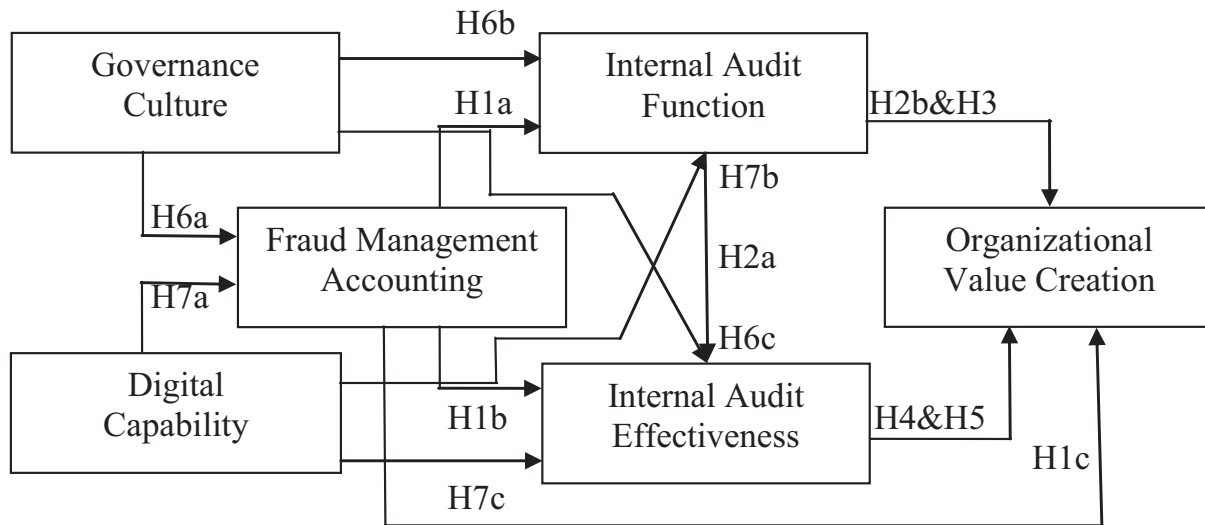 H6b
Governance
Culture
Internal Audit
Function
H1a
H2b&H3
H7b
H6a
Fraud Management
Accounting
Organizational
Value Creation
H2a
H7a
H6c
Digital
Capability
Internal Audit
Effectiveness
H1b
H4&H5
H1c
H7c